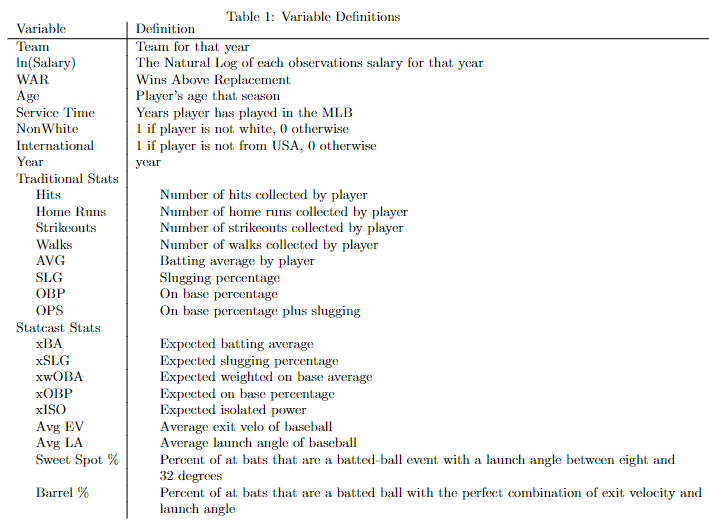 Table 1: Variable Definitions
Variable Definition
Team Team for that year
ln(Salary) The Natural Log of each observations salary for that year
WAR Wins Above Replacement
Age Player's age that season
Service Time Years player has played in the MLB
NonWhite 1 if player is not white, 0 otherwise
International 1 if player is not from USA, 0 otherwise
Year year
Traditional Stats
Hits Number of hits collected by player
Home Runs Number of home runs collected by player
Strikeouts Number of strikeouts collected by player
Walks Number of walks collected by player
AVG Batting average by player
SLG Slugging percentage
OBP On base percentage
OPS On base percentage plus slugging
Statcast Stats
xBA Expected batting average
xSLG Expected slugging percentage
xwOBA Expected weighted on base average
xOBP Expected on base percentage
xISO Expected isolated power
Avg EV Average exit velo of baseball
Avg LA Average launch angle of baseball
Sweet Spot % Percent of at bats that are a batted-ball event with a launch angle between eight and
32 degrees
Barrel % Percent of at bats that are a batted ball with the perfect combination of exit velocity and
launch angle